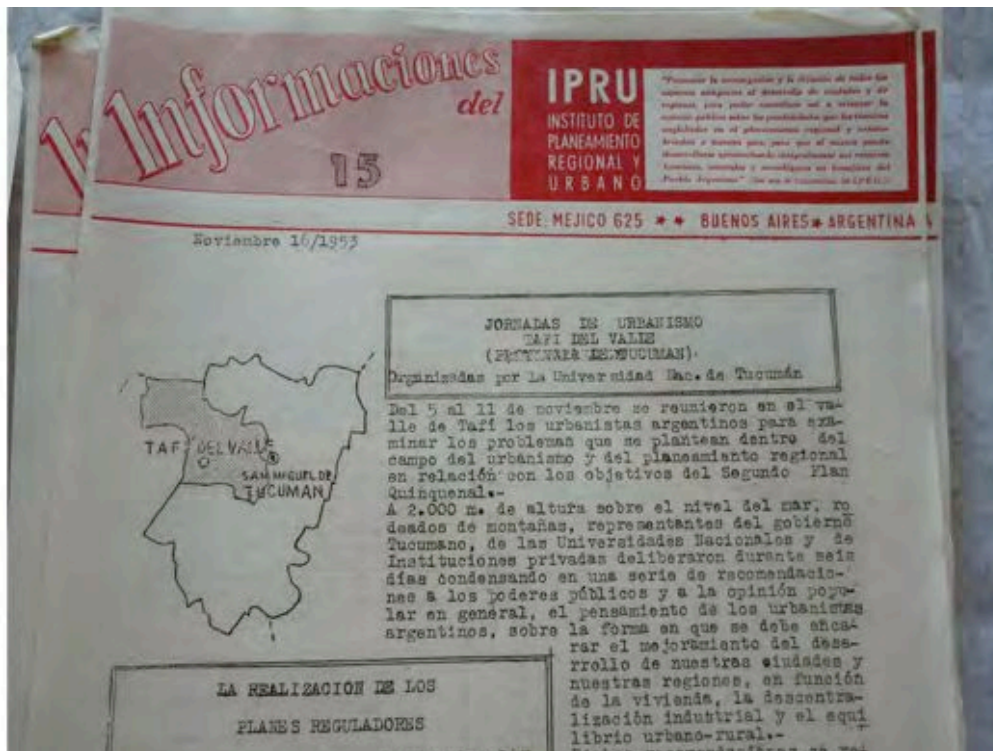 Informaciones
del
15
IPRU
INSTITUTO DE
PLANEAMIENTO
REGIONAL Y
URBANO
SEDE: MEJICO 625 ★ ★ BUENOS AIRES ★ ARGENTINA
Noviembre 16/1953
TAFI DEL VALLE
SAN MIGUEL DE
TUCUMAN
JORNADAS DE URBANISMO
TAFI DEL VALLE
Organizadas por la Universidad Nac. de Tucumán
Del 5 al 11 de noviembre se reunieron en el va-
lle de Tafí los urbanistas argentinos para exa-
minar los problemas que se plantean dentro del
campo del urbanismo y del planeamiento regional
en relación con los objetivos del Segundo Plan
Quinquenal.-
A 2.000 m. de altura sobre el nivel del mar, ro
deados de montañas, representantes del gobierno
Tucumano, de las Universidades Nacionales y de
Instituciones privadas deliberaron durante seis
días condensando en una serie de recomendacio-
nes a los poderes públicos y a la opinión popu-
lar en general, el pensamiento de los urbanistas
argentinos, sobre la forma en que se debe enca-
rar el mejoramiento del desa-
rrollo de nuestras ciudades y
nuestras regiones, en función
de la vivienda, la descentra-
lización industrial y el equi
librio urbano-rural.-
LA REALIZACION DE LOS
PLANES REGULADORES